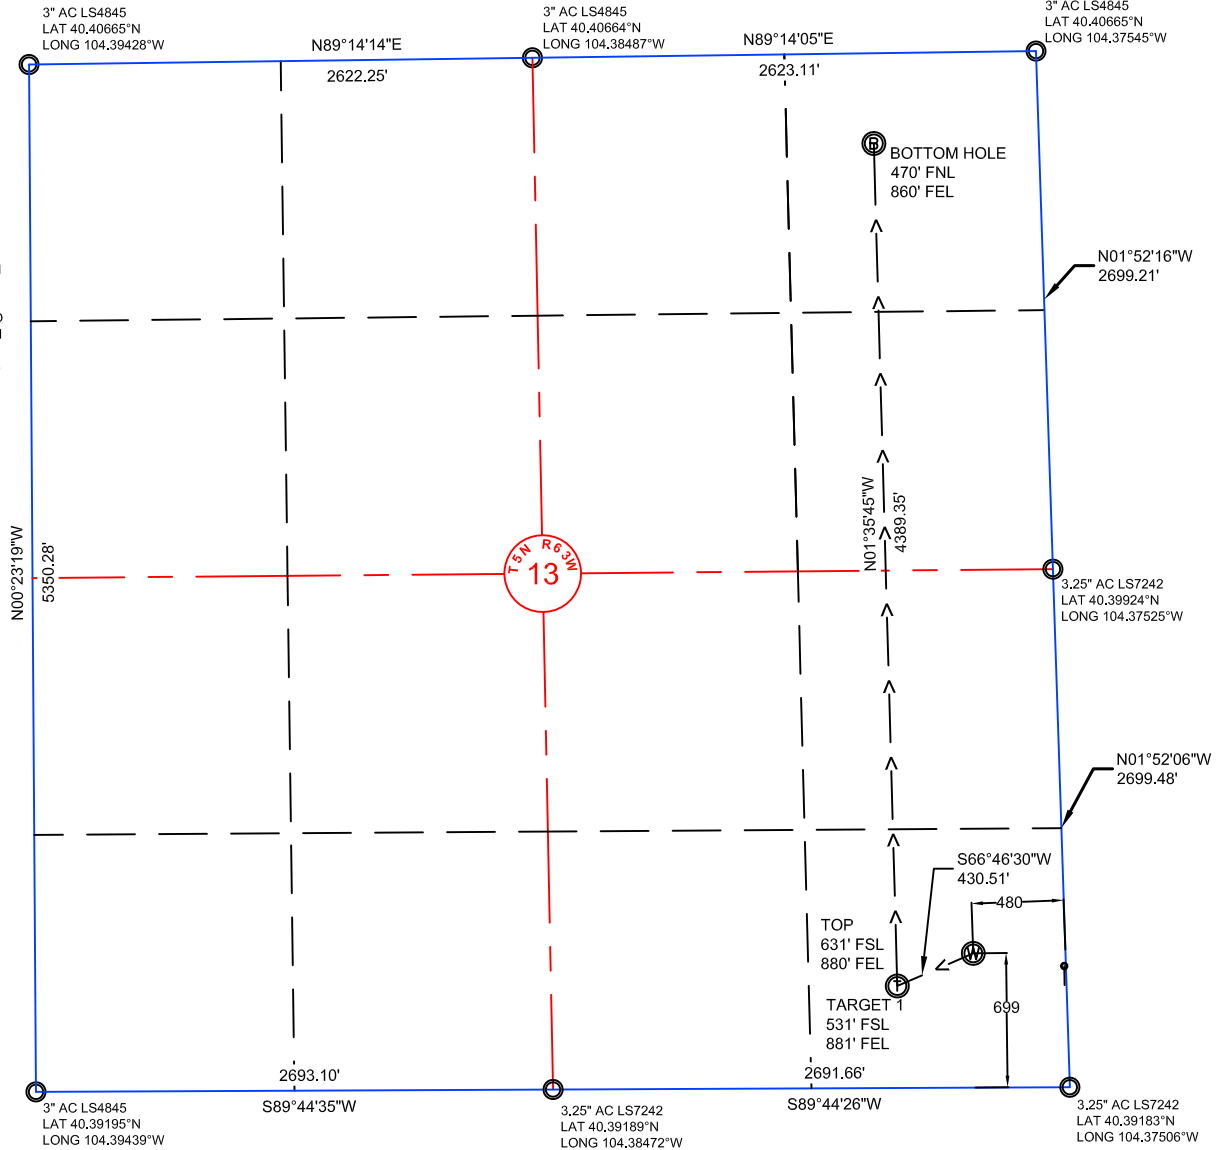 3" AC LS4845
LAT 40.40665°N
LONG 104.39428°W
N89°14'14"E
2622.25'
3" AC LS4845
LAT 40.40664°N
LONG 104.38487°W
N89°14'05"E
2623.11'
3" AC LS4845
LAT 40.40665°N
LONG 104.37545°W
B
BOTTOM HOLE
470' FNL
860' FEL
N01°52'16"W
2699.21'
N01°35'45"W
4389.35'
N00°23'19"W
5350.28'
T5N R63W
13
3.25" AC LS7242
LAT 40.39924°N
LONG 104.37525°W
N01°52'06"W
2699.48'
S66°46'30"W
430.51'
480
TOP
631' FSL
880' FEL
W
T
TARGET 1
531' FSL
881' FEL
699
2693.10'
S89°44'35"W
2691.66'
S89°44'26"W
3" AC LS4845
LAT 40.39195°N
LONG 104.39439°W
3.25" AC LS7242
LAT 40.39189°N
LONG 104.38472°W
3.25" AC LS7242
LAT 40.39183°N
LONG 104.37506°W